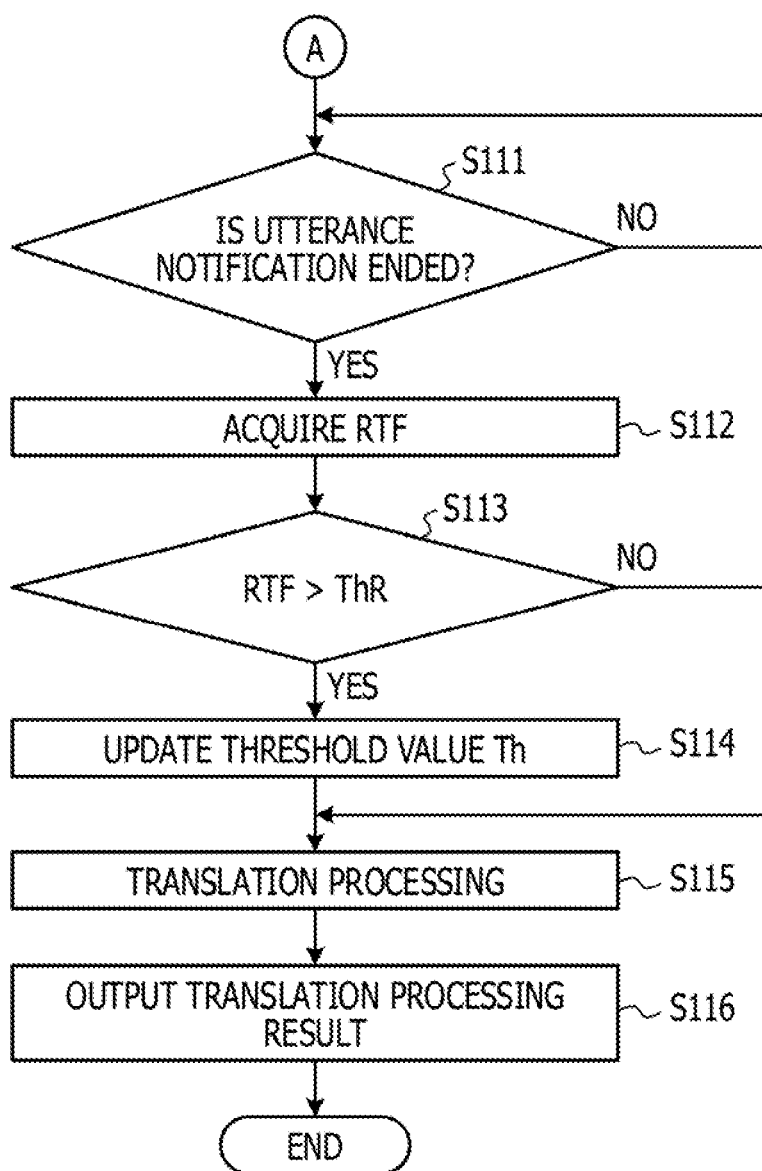 A
S111
IS UTTERANCE
NOTIFICATION ENDED?
NO
YES
ACQUIRE RTF
S112
S113
RTF > ThR
NO
YES
UPDATE THRESHOLD VALUE Th
S114
TRANSLATION PROCESSING
S115
OUTPUT TRANSLATION PROCESSING
RESULT
S116
END